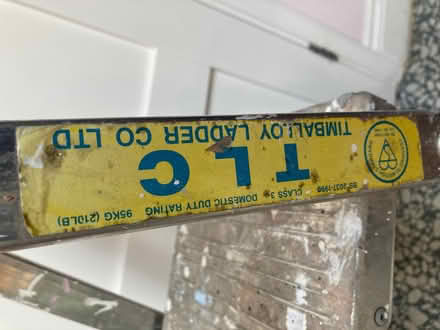 BS 2037-1990
CLASS 3 DOMESTIC DUTY RATING 95KG (210LB)
TLC
TIMBALLOY LADDER CO LTD